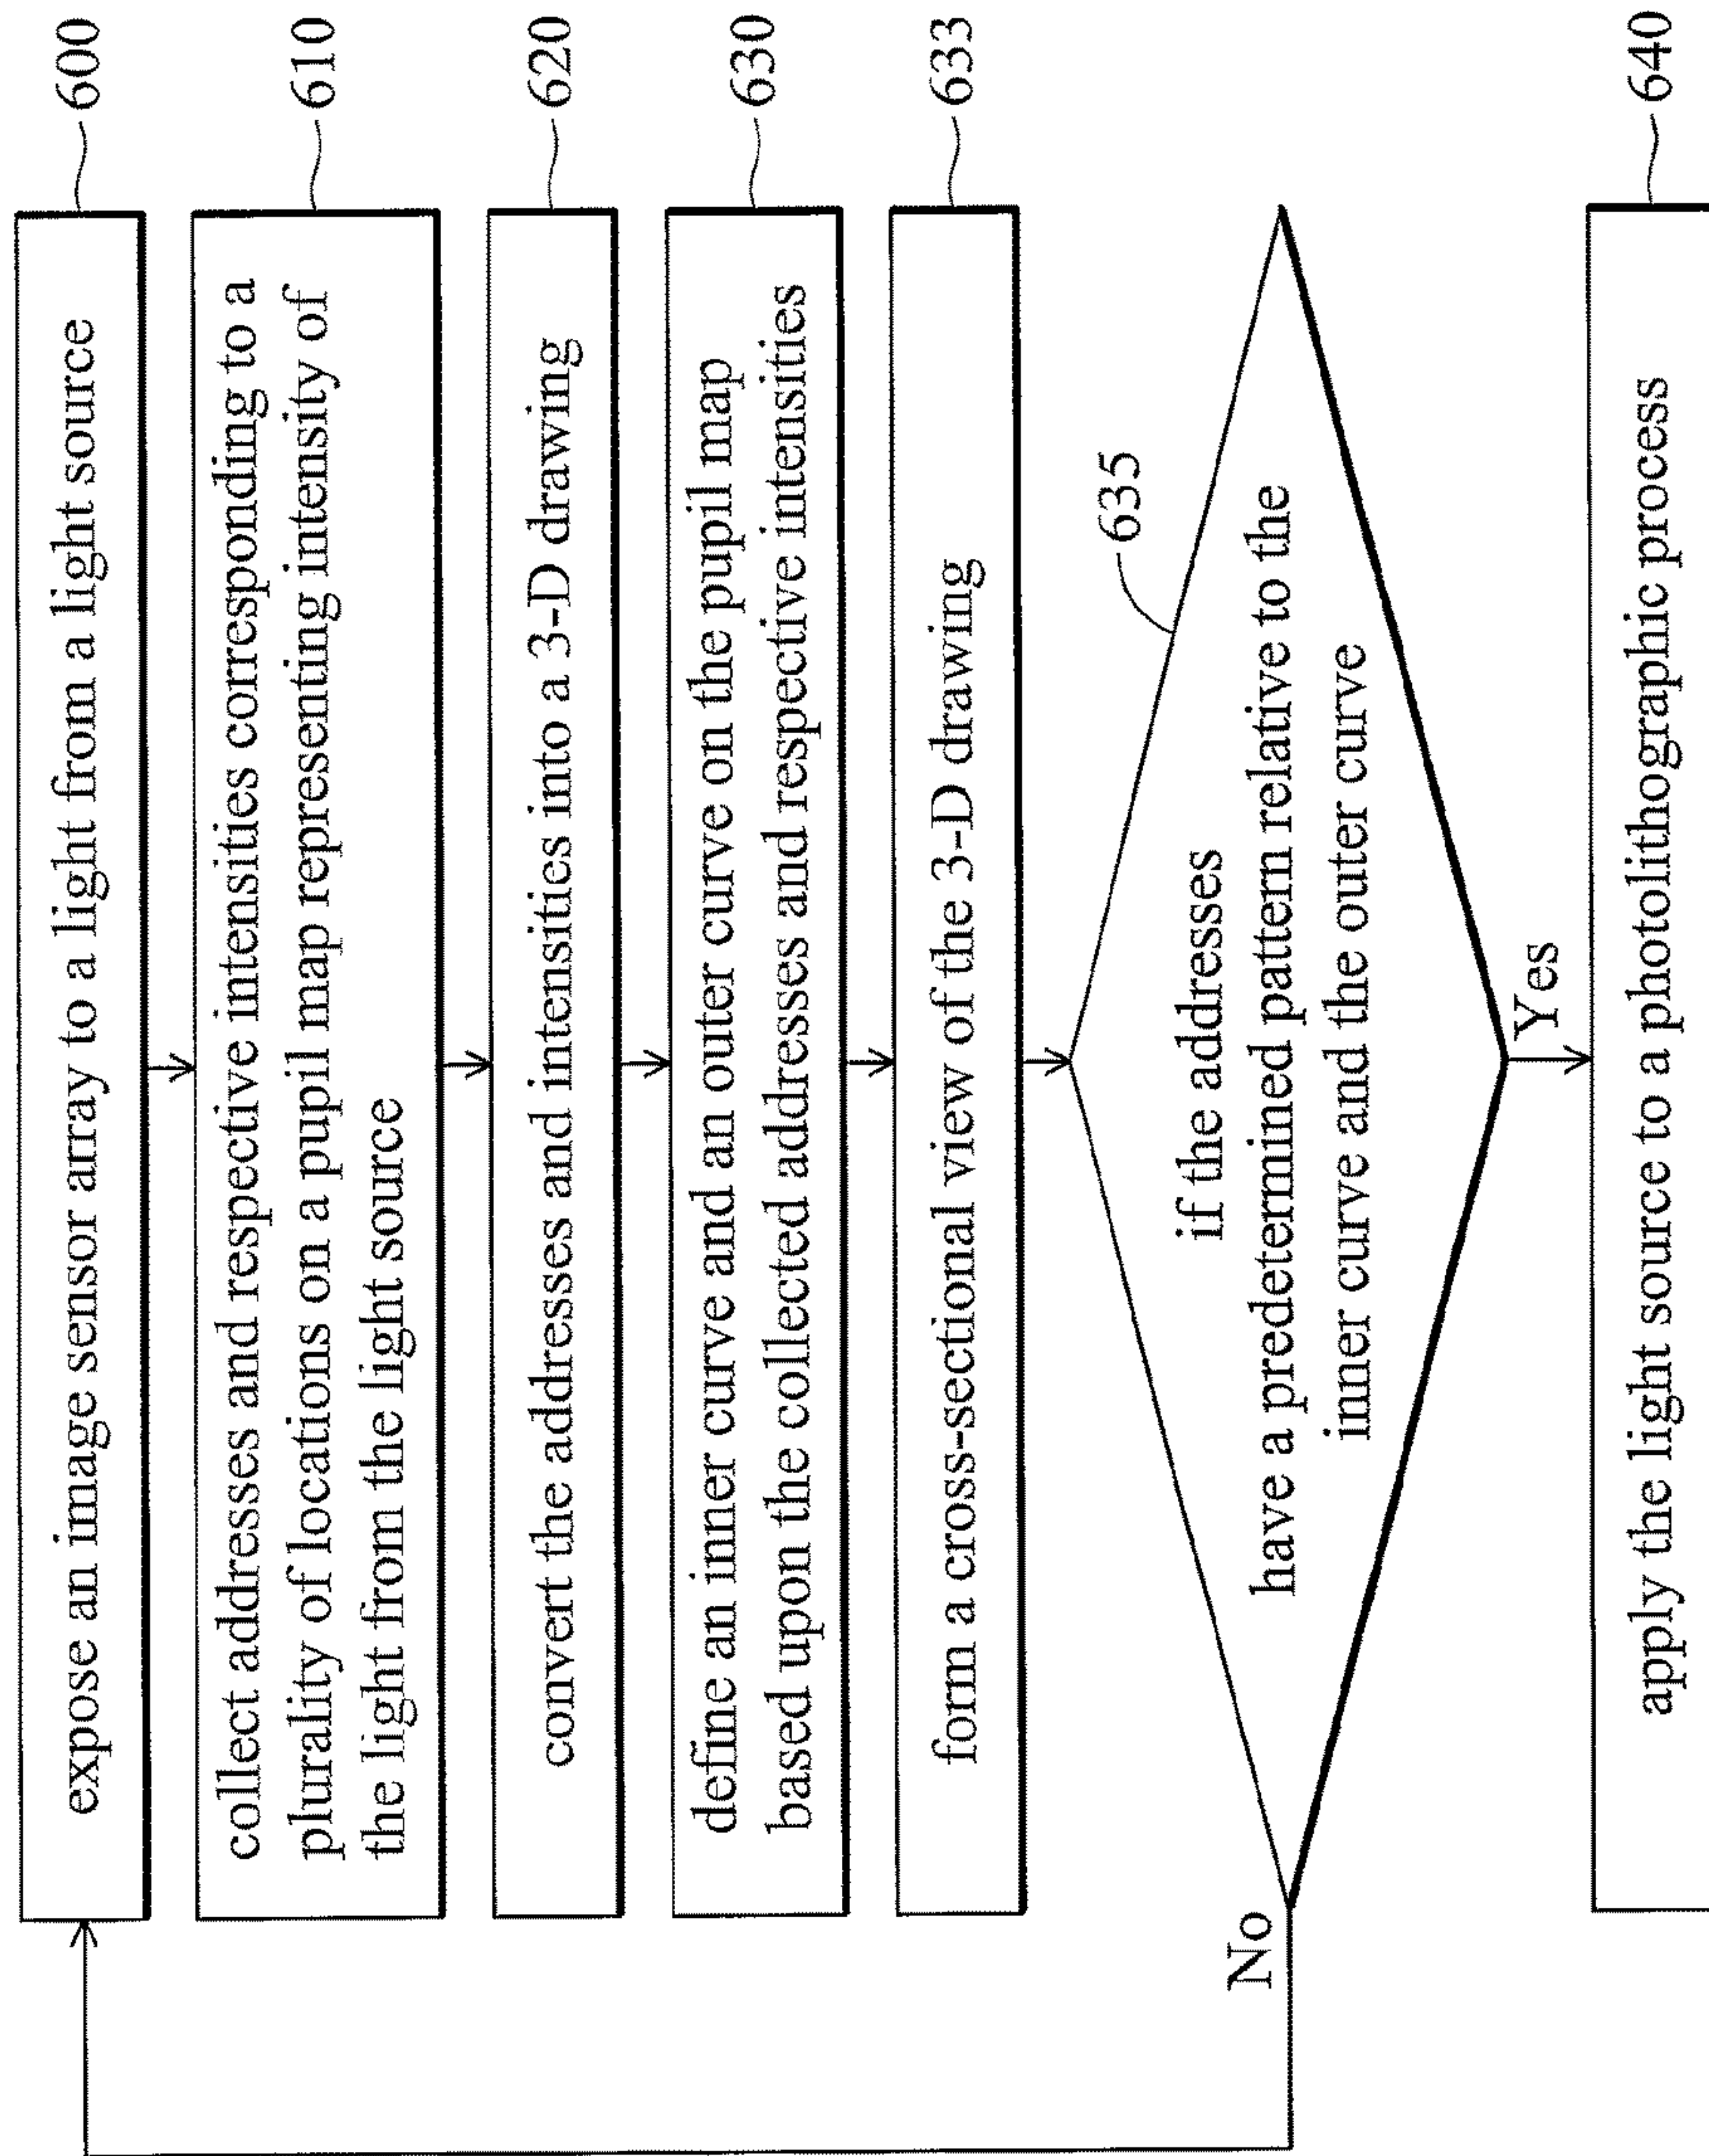 expose an image sensor array to a light from a light source
600
collect addresses and respective intensities corresponding to a
plurality of locations on a pupil map representing intensity of
the light from the light source
610
convert the addresses and intensities into a 3-D drawing
620
define an inner curve and an outer curve on the pupil map
based upon the collected addresses and respective intensities
630
form a cross-sectional view of the 3-D drawing
633
635
if the addresses
have a predetermined pattern relative to the
inner curve and the outer curve
No
Yes
apply the light source to a photolithographic process
640